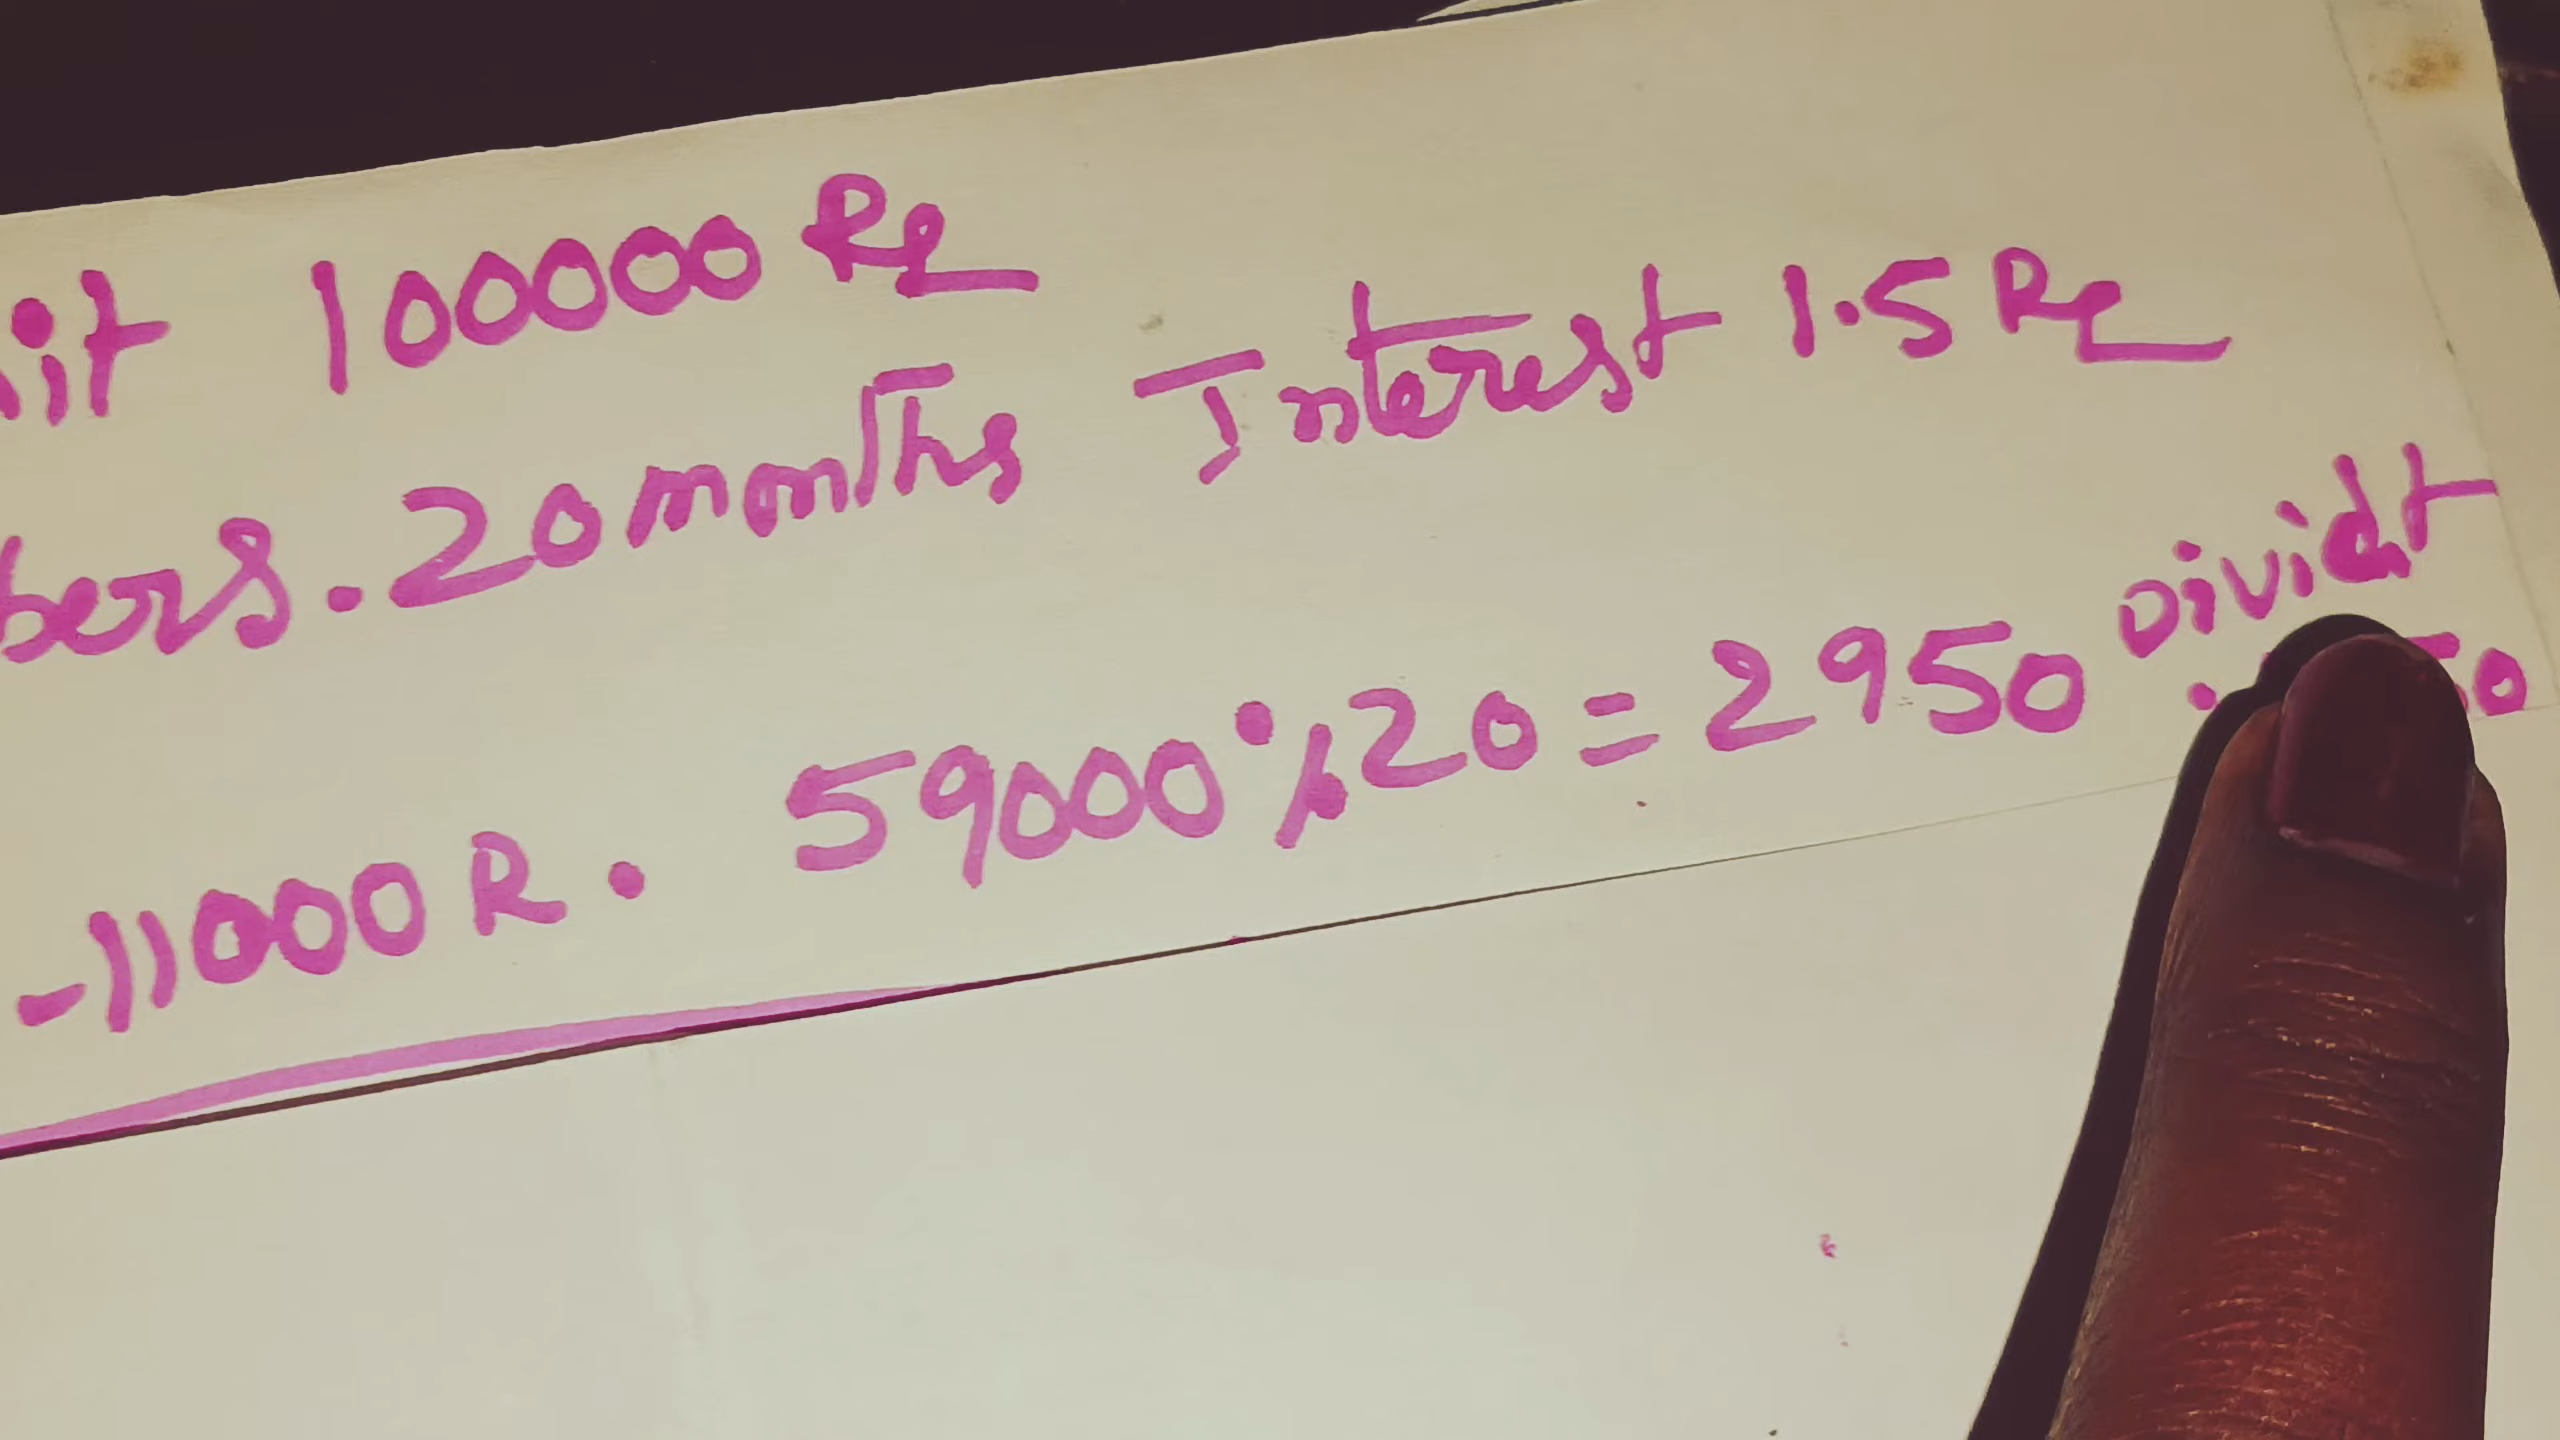 it 100000 Rs
bers. 20 months Interest 1.5 Rs
Dividt
-11000 R. 59000 % 20 = 2950